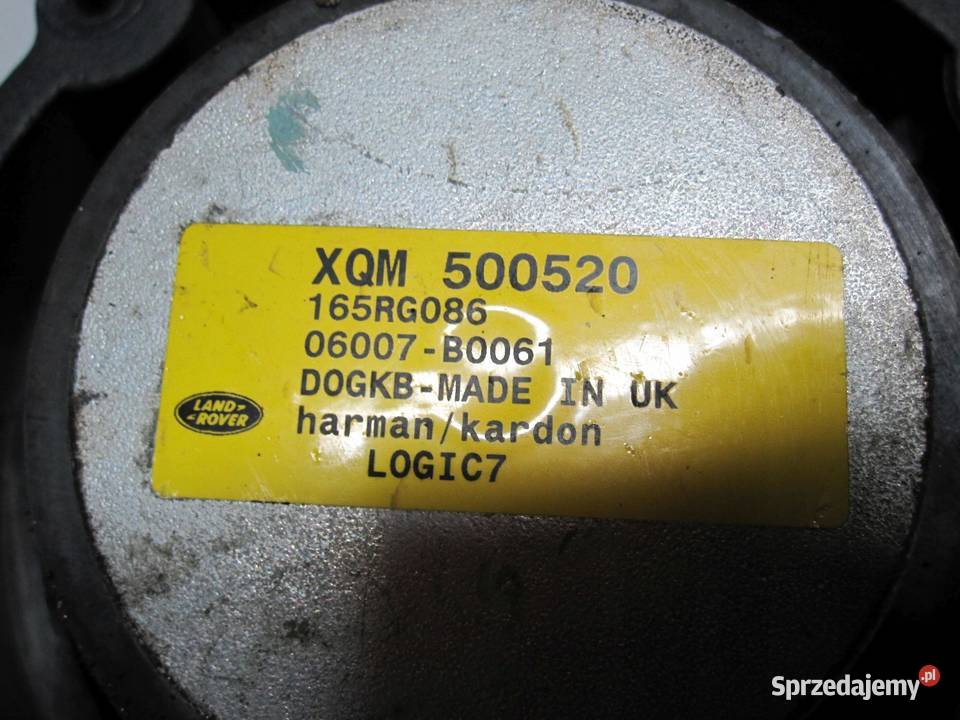 XQM 500520
165RG086
06007-B0061
DOGKB-MADE IN UK
LAND
ROVER
harman/kardon
LOGIC7
Sprzedajemy.pl